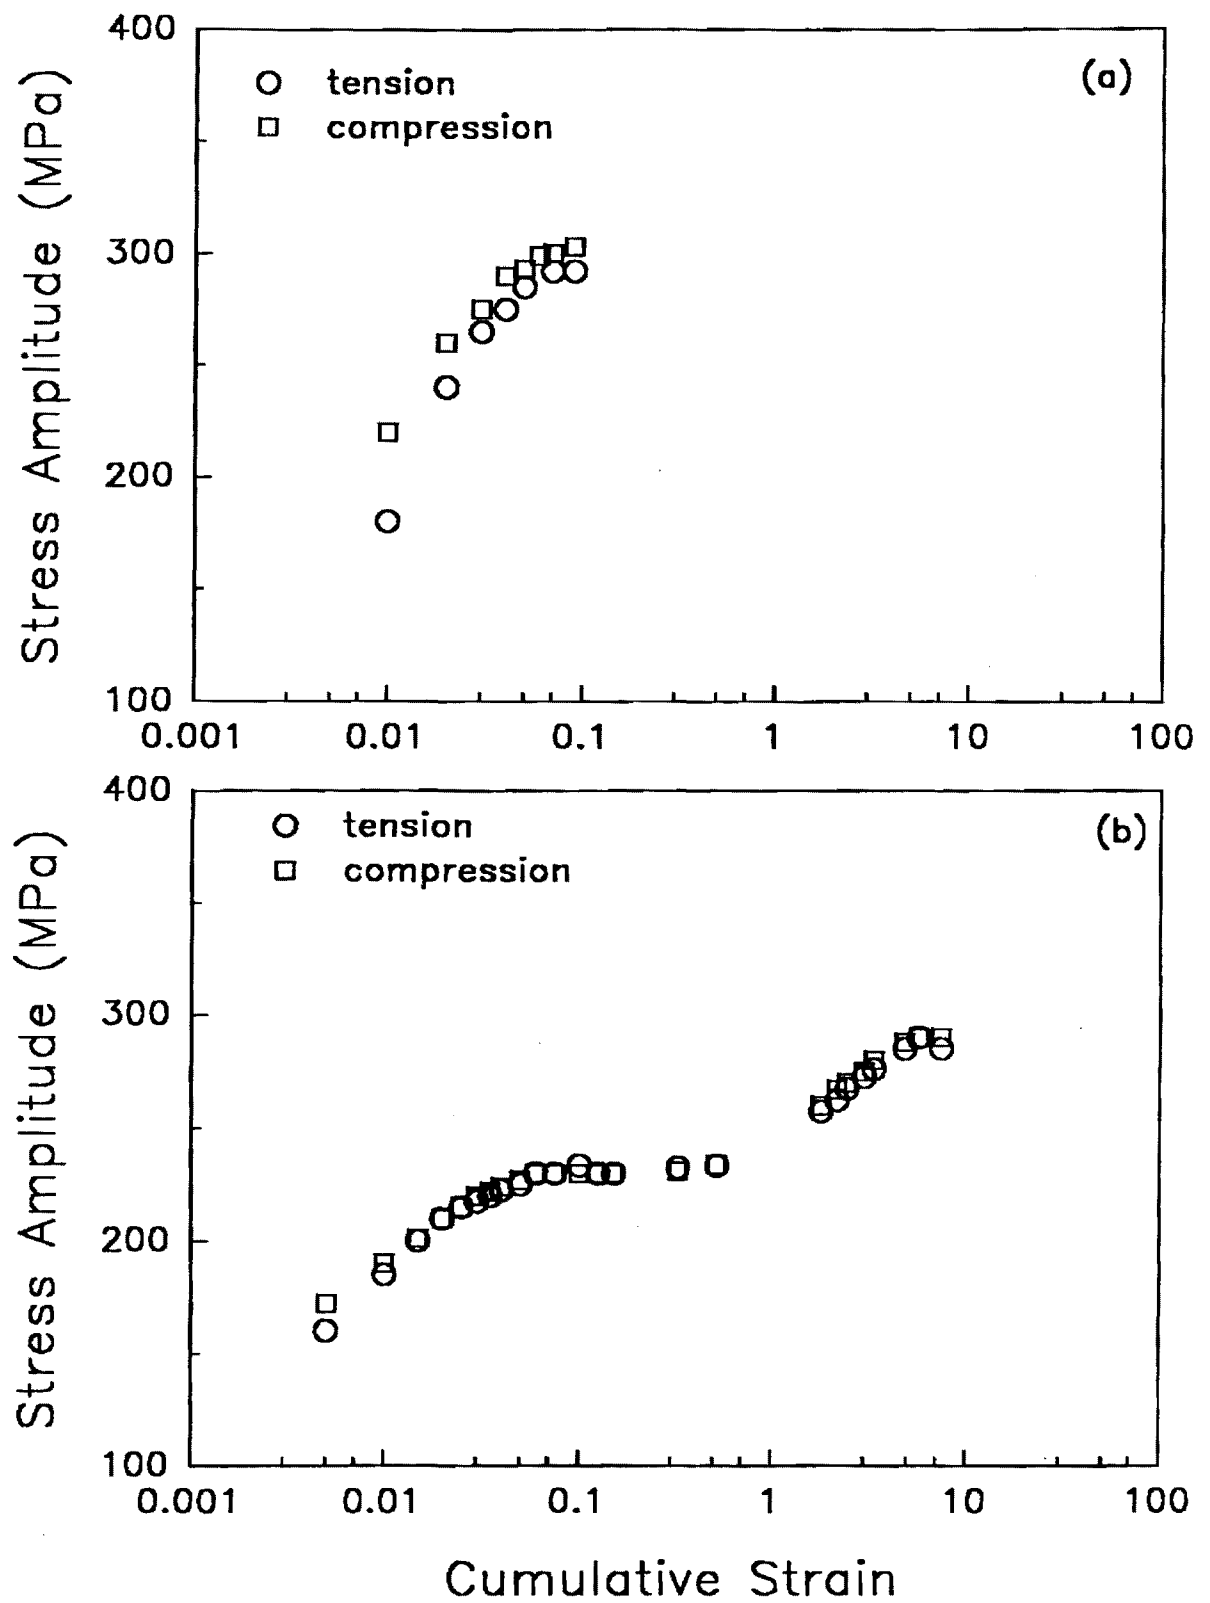 400
(a)
tension
compression
300
200
100
Stress Amplitude (MPa)
0.001 0.01 0.1 1 10 100
400
(b)
tension
compression
300
200
100
Stress Amplitude (MPa)
0.001 0.01 0.1 1 10 100
Cumulative Strain